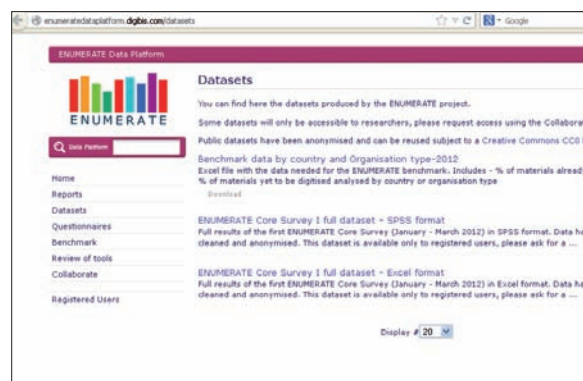 enumeratedataplatform.digibis.com/datasets
Google
ENUMERATE Data Platform
ENUMERATE
Data Platform
Home
Reports
Datasets
Questionnaires
Benchmark
Review of tools
Collaborate
Registered Users
Datasets
You can find here the datasets produced by the ENUMERATE project.
Some datasets will only be accessible to researchers, please request access using the Collaborat
Public datasets have been anonymised and can be reused subject to a Creative Commons CC0
Benchmark data by country and Organisation type-2012
Excel file with the data needed for the ENUMERATE benchmark. Includes - % of materials already
% of materials yet to be digitised analysed by country or organisation type
Download
ENUMERATE Core Survey I full dataset - SPSS format
Full results of the first ENUMERATE Core Survey (January - March 2012) in SPSS format. Data ha
cleaned and anonymised. This dataset is available only to registered users, please ask for a ...
ENUMERATE Core Survey I full dataset - Excel format
Full results of the first ENUMERATE Core Survey (January - March 2012) in Excel format. Data ha
cleaned and anonymised. This dataset is available only to registered users, please ask for a ...
Display # 20